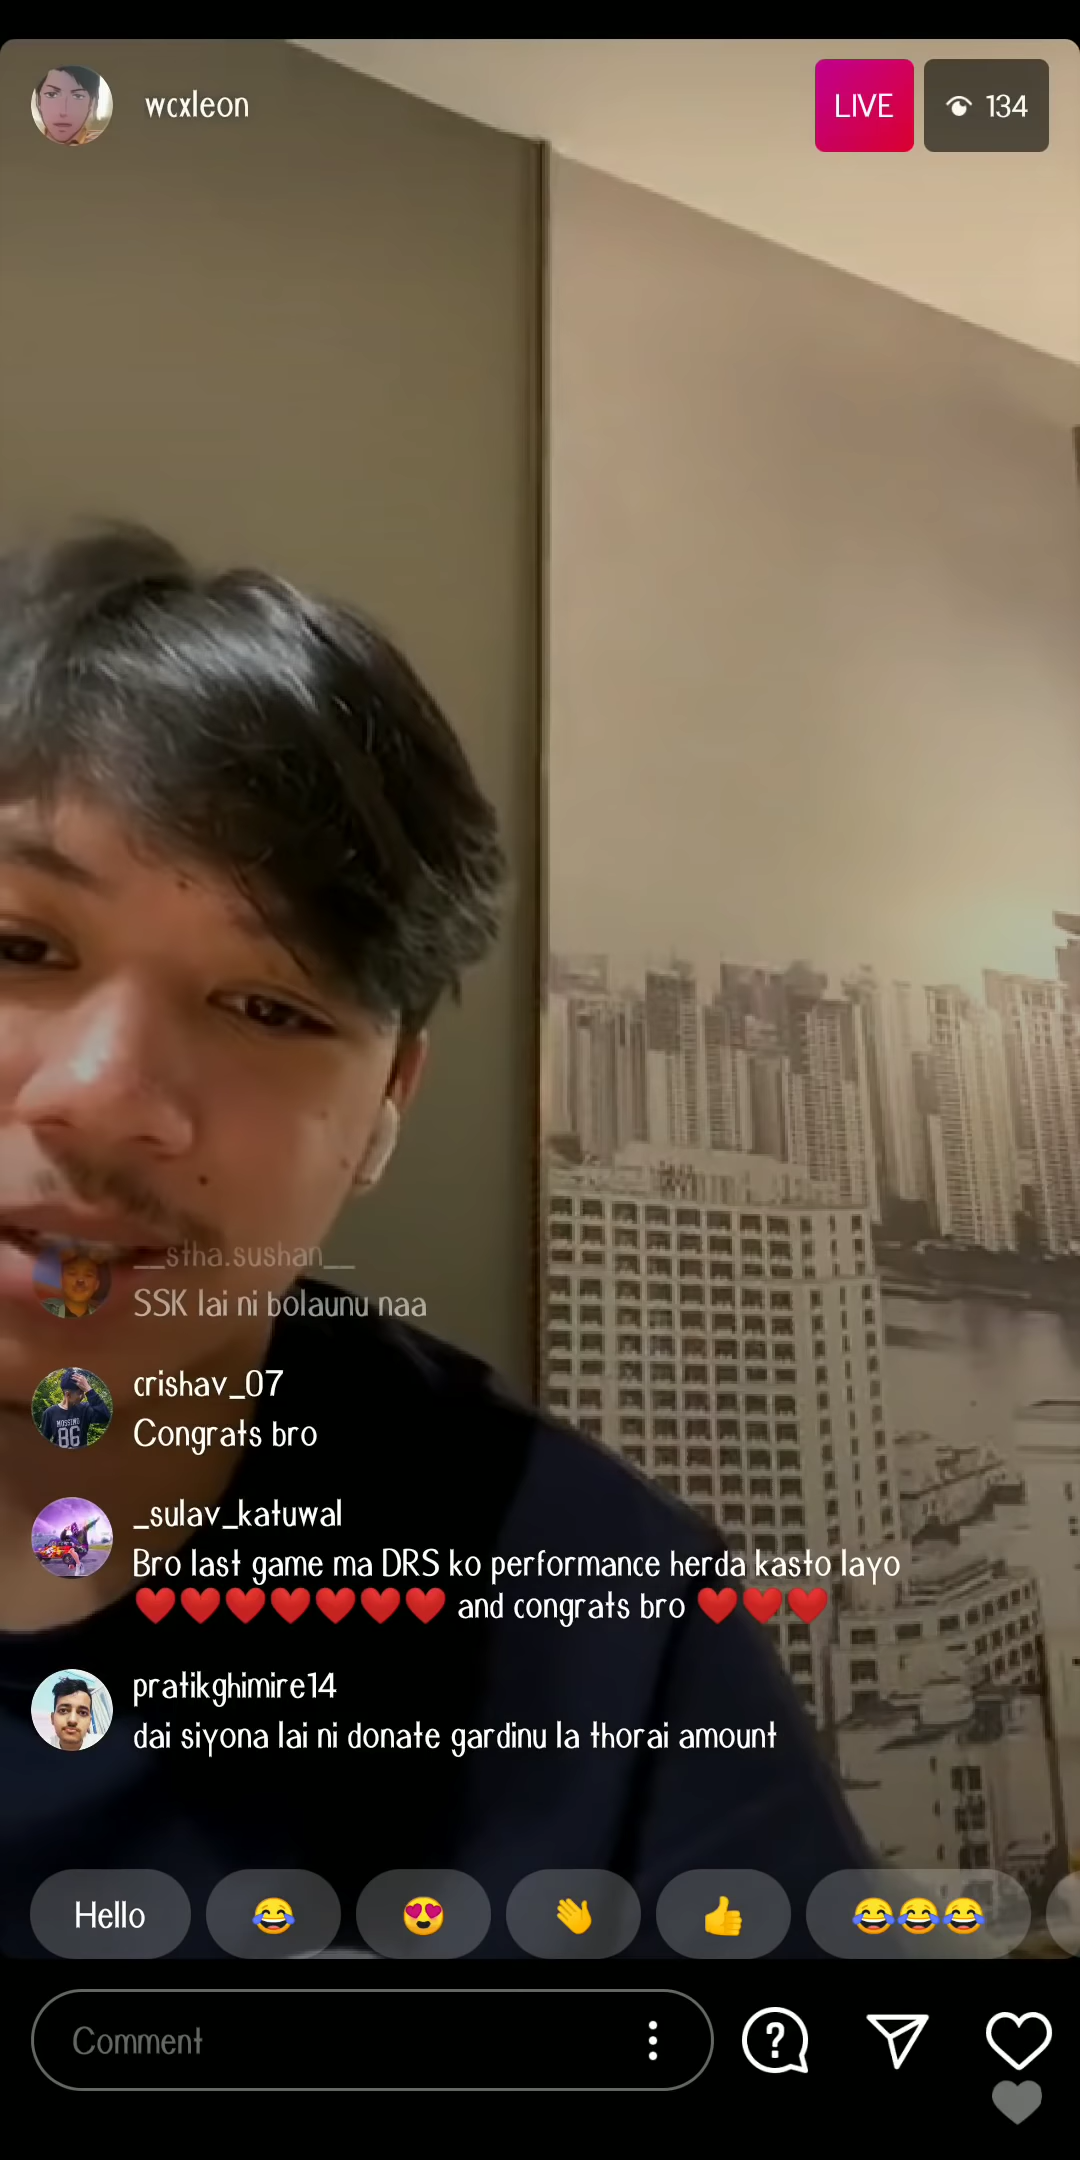 wcxleon
LIVE
134
__stha.sushan__
SSK lai ni bolaunu naa
crishav_07
Congrats bro
_sulav_katuwal
Bro last game ma DRS ko performance herda kasto layo
❤️❤️❤️❤️❤️❤️❤️ and congrats bro ❤️❤️❤️
pratikghimire14
dai siyona lai ni donate gardinu la thorai amount
Hello
😂
😍
👋
👍
😂😂😂
Comment